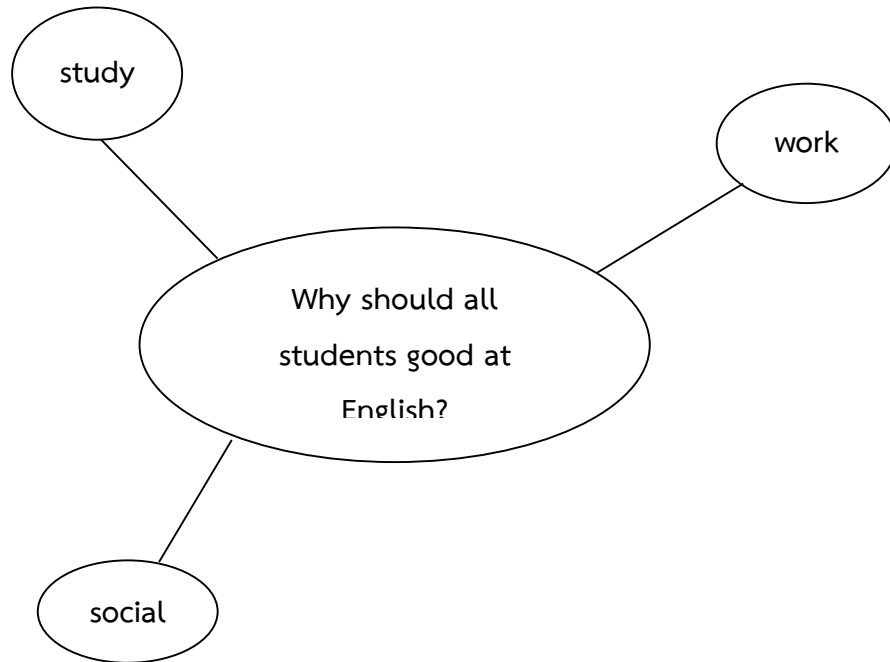 study
work
Why should all
students good at
English?
social